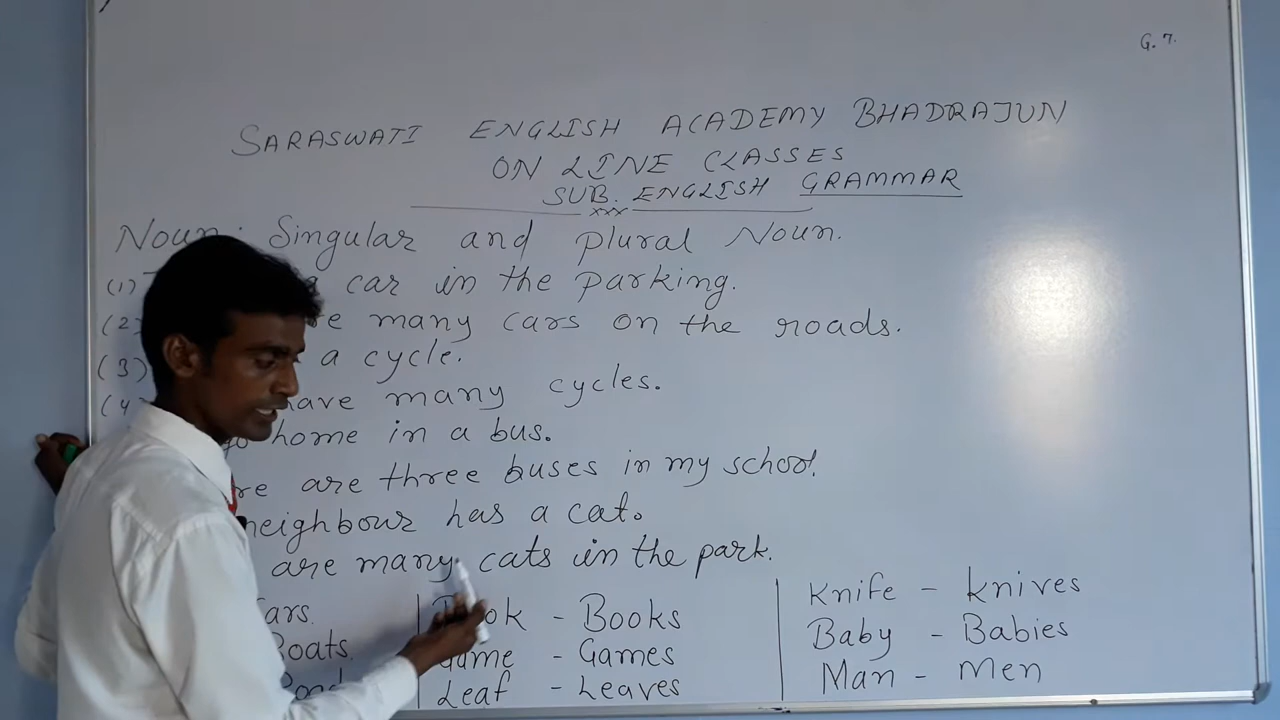 G. 7.
SARASWATI ENGLISH ACADEMY BHADRAJUN
ON LINE CLASSES
SUB. ENGLISH GRAMMAR
xxx
Noun: Singular and plural Noun.
(1) car in the parking.
(2) many cars on the roads.
(3) a cycle.
(4) have many cycles.
home in a bus.
are three buses in my school.
neighbour has a cat.
are many cats in the park.
Book - Books
Boats.
Game - Games
Leaf - Leaves
Knife - knives
Baby - Babies
Man - Men